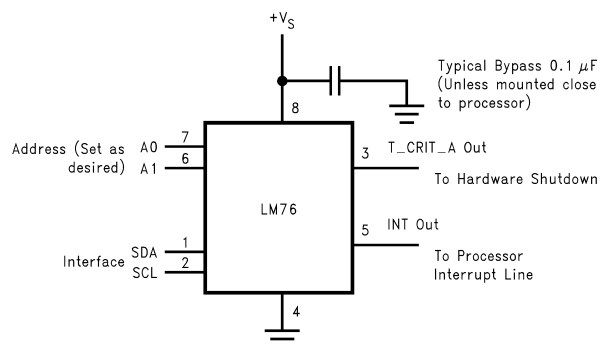 +VS
Typical Bypass 0.1 μF
(Unless mounted close
to processor)
8
Address (Set as
desired)
A0
7
A1
6
3
T_CRIT_A Out
To Hardware Shutdown
LM76
5
INT Out
To Processor
Interrupt Line
Interface
SDA
1
SCL
2
4